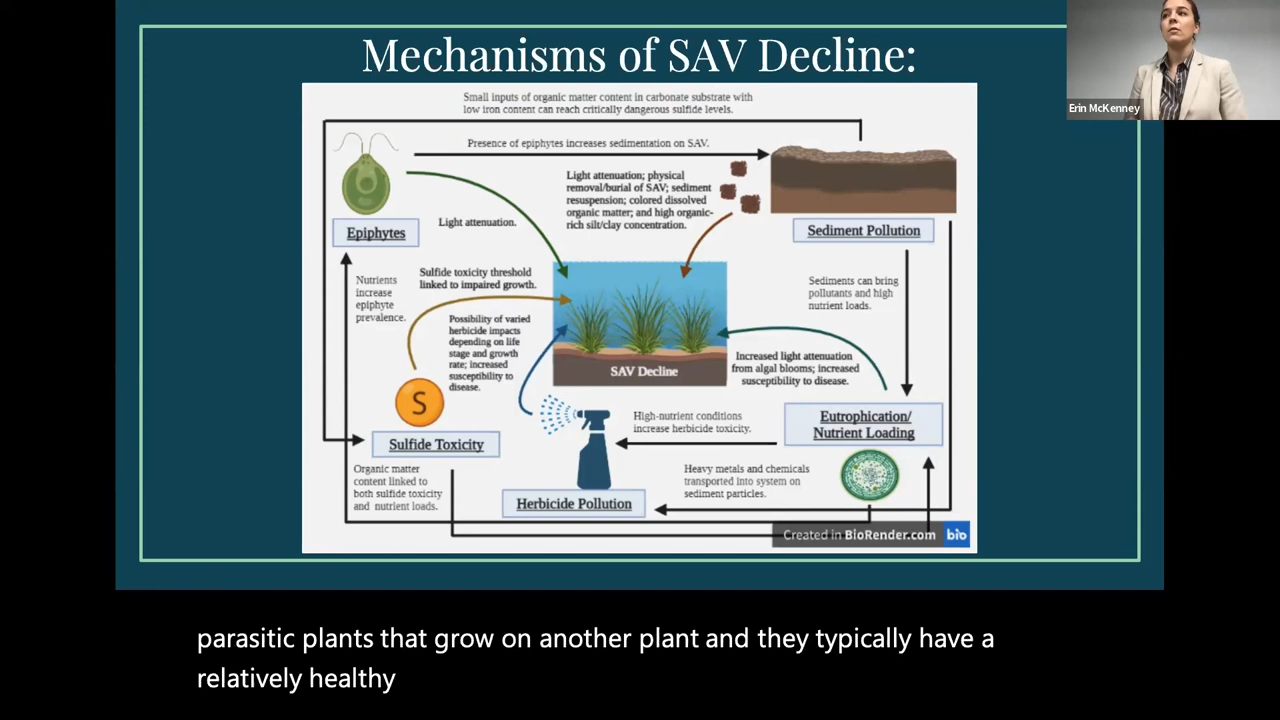 Mechanisms of SAV Decline:
Erin McKenney
Small inputs of organic matter content in carbonate substrate with
low iron content can reach critically dangerous sulfide levels.
Presence of epiphytes increases sedimentation on SAV.
Light attenuation; physical
removal/burial of SAV; sediment
resuspension; colored dissolved
organic matter; and high organic-
rich silt/clay concentration.
Light attenuation.
Epiphytes
Sediment Pollution
Nutrients
increase
epiphyte
prevalence.
Sulfide toxicity threshold
linked to impaired growth.
Sediments can bring
pollutants and high
nutrient loads.
Possibility of varied
herbicide impacts
depending on life
stage and growth
rate; increased
susceptibility to
disease.
SAV Decline
Increased light attenuation
from algal blooms; increased
susceptibility to disease.
S
Sulfide Toxicity
High-nutrient conditions
increase herbicide toxicity.
Eutrophication/
Nutrient Loading
Organic matter
content linked to
both sulfide toxicity
and nutrient loads.
Heavy metals and chemicals
transported into system on
sediment particles.
Herbicide Pollution
Created in BioRender.com bio
parasitic plants that grow on another plant and they typically have a
relatively healthy